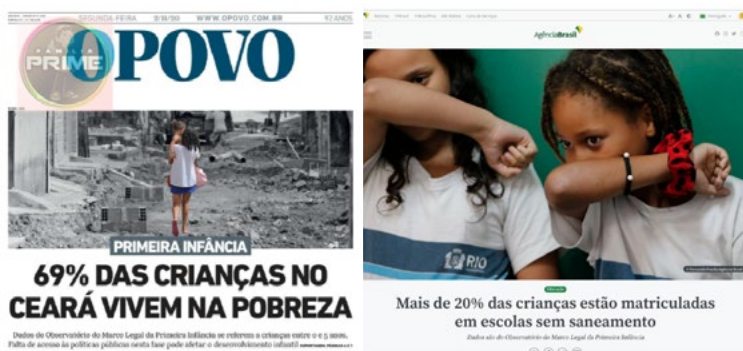 SEGUNDA-FEIRA
WWW.OPOVO.COM.BR
92 ANOS
FAMILIA
PRIME
O POVO
PRIMEIRA INFÂNCIA
69% DAS CRIANÇAS NO
CEARÁ VIVEM NA POBREZA
Dados do Observatório do Marco Legal da Primeira Infância se referem a crianças entre 0 e 5 anos.
Falta de acesso às políticas públicas nesta fase pode afetar o desenvolvimento infantil
AgênciaBrasil
RIO
Mais de 20% das crianças estão matriculadas
em escolas sem saneamento
Dados são do Observatório do Marco Legal da Primeira Infância